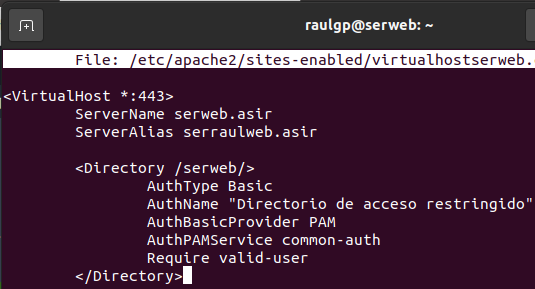 raulgp@serweb: ~
File: /etc/apache2/sites-enabled/virtualhostserweb.
<VirtualHost *:443>
ServerName serweb.asir
ServerAlias serraulweb.asir
<Directory /serweb/>
AuthType Basic
AuthName "Directorio de acceso restringido"
AuthBasicProvider PAM
AuthPAMService common-auth
Require valid-user
</Directory>